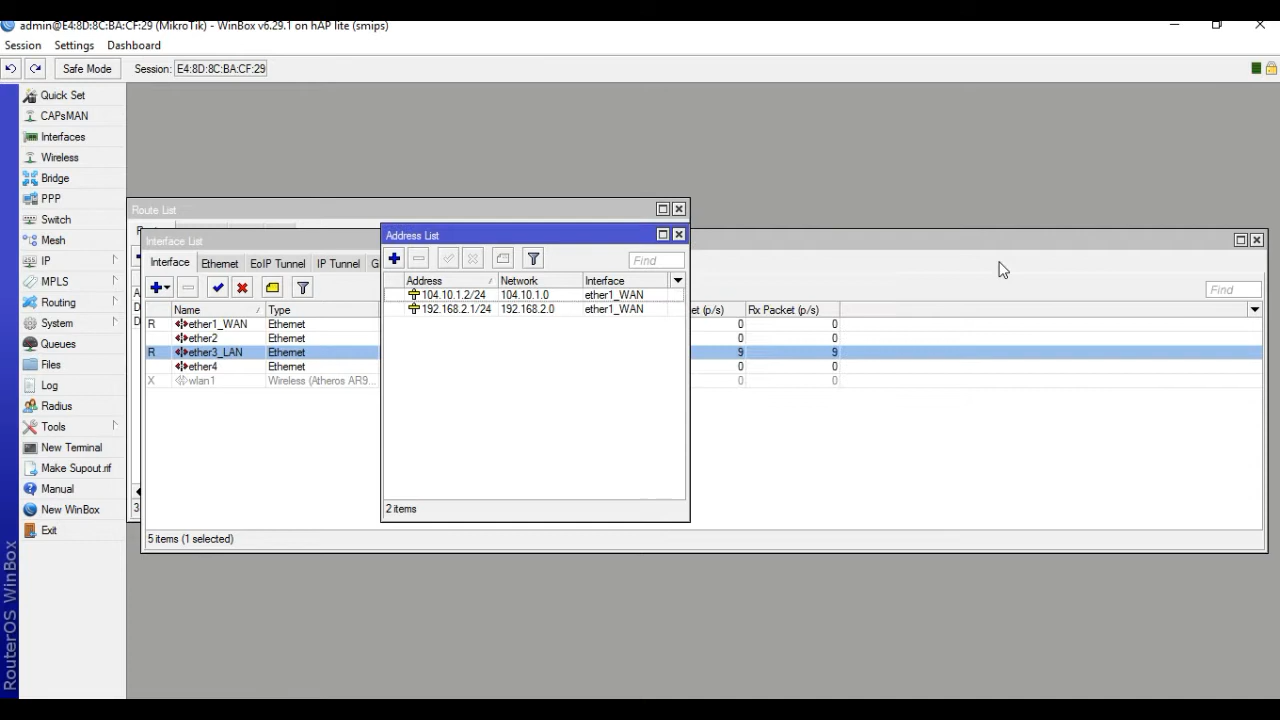 admin@E4:8D:8C:BA:CF:29 (MikroTik) - WinBox v6.29.1 on hAP lite (smips)
Session Settings Dashboard
Safe Mode Session: E4:8D:8C:BA:CF:29
Quick Set
CAPsMAN
Interfaces
Wireless
Bridge
PPP
Switch
Mesh
IP
MPLS
Routing
System
Queues
Files
Log
Radius
Tools
New Terminal
Make Supout.rif
Manual
New WinBox
Exit
RouterOS WinBox
Route List
Interface List
Interface Ethernet EoIP Tunnel IP Tunnel
Find
Name Type
Rx Packet (p/s)
R ether1_WAN Ethernet 0 0
ether2 Ethernet 0 0
R ether3_LAN Ethernet 9 9
ether4 Ethernet 0 0
X wlan1 Wireless (Atheros AR9... 0 0
5 items (1 selected)
Address List
Find
Address Network Interface
104.10.1.2/24 104.10.1.0 ether1_WAN
192.168.2.1/24 192.168.2.0 ether1_WAN
2 items